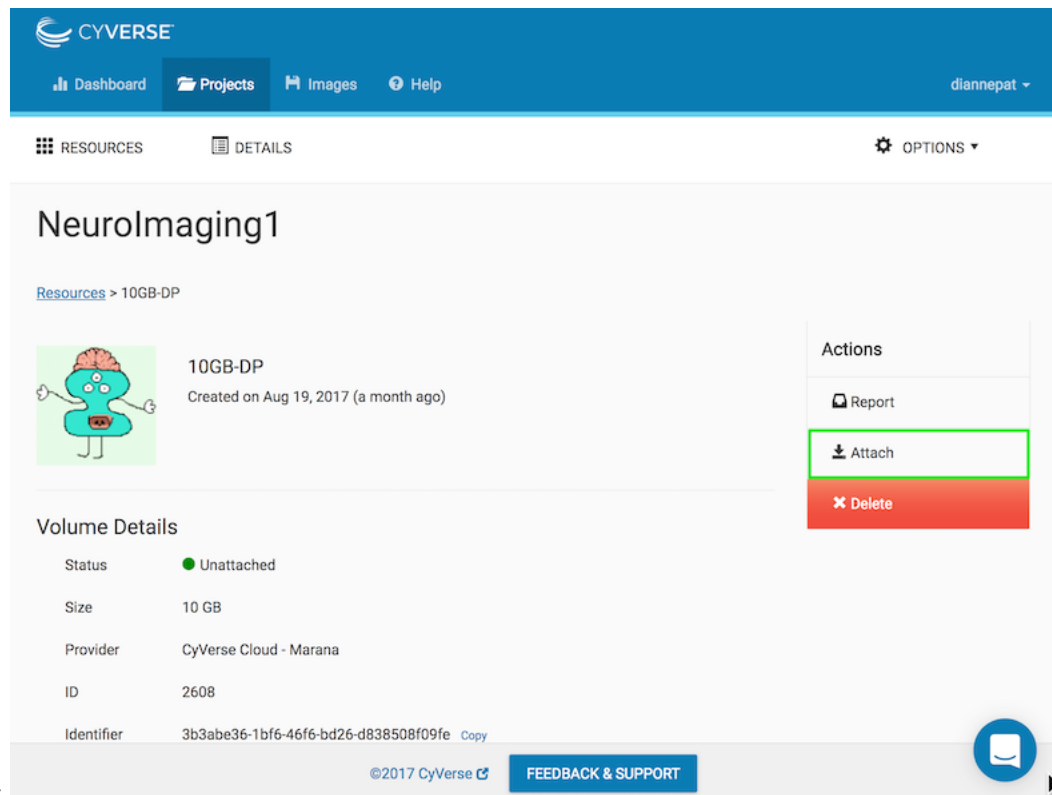 CYVERSE
Dashboard Projects Images Help diannepat
RESOURCES DETAILS OPTIONS
NeuroImaging1
Resources > 10GB-DP
10GB-DP
Created on Aug 19, 2017 (a month ago)
Actions
Report
Attach
Delete
Volume Details
Status Unattached
Size 10 GB
Provider CyVerse Cloud - Marana
ID 2608
Identifier 3b3abe36-1bf6-46f6-bd26-d838508f09fe Copy
©2017 CyVerse FEEDBACK & SUPPORT